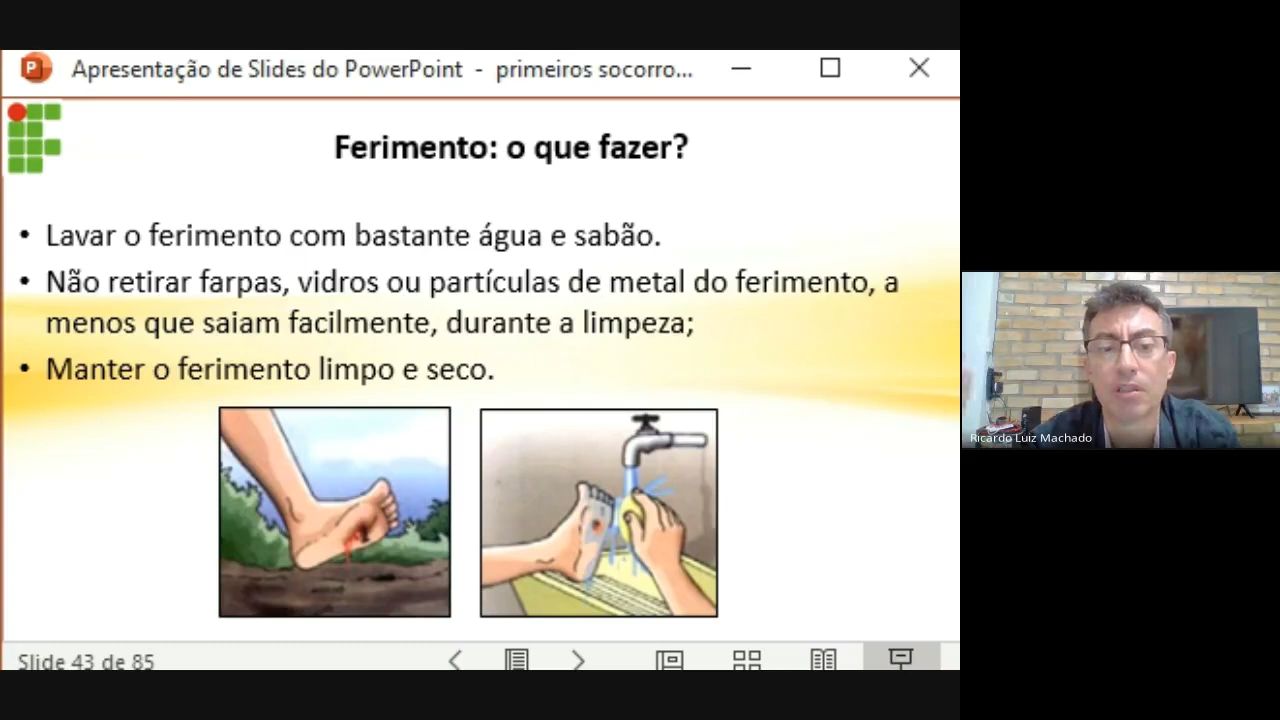 Apresentação de Slides do PowerPoint - primeiros socorro...
Ferimento: o que fazer?
• Lavar o ferimento com bastante água e sabão.
• Não retirar farpas, vidros ou partículas de metal do ferimento, a
menos que saiam facilmente, durante a limpeza;
• Manter o ferimento limpo e seco.
Ricardo Luiz Machado
Slide 43 de 85